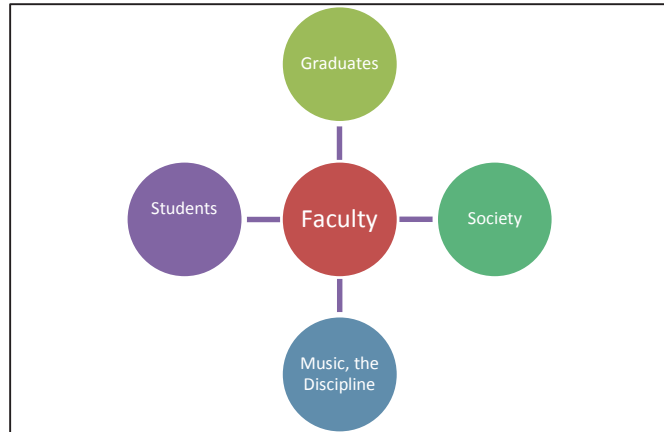 Graduates
Students
Faculty
Society
Music, the
Discipline